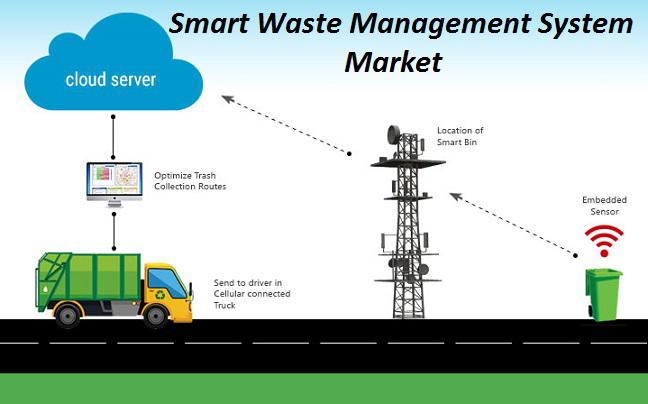 Smart Waste Management System
Market
cloud server
Location of
Smart Bin
Optimize Trash
Collection Routes
Embedded
Sensor
Send to driver in
Cellular connected
Truck